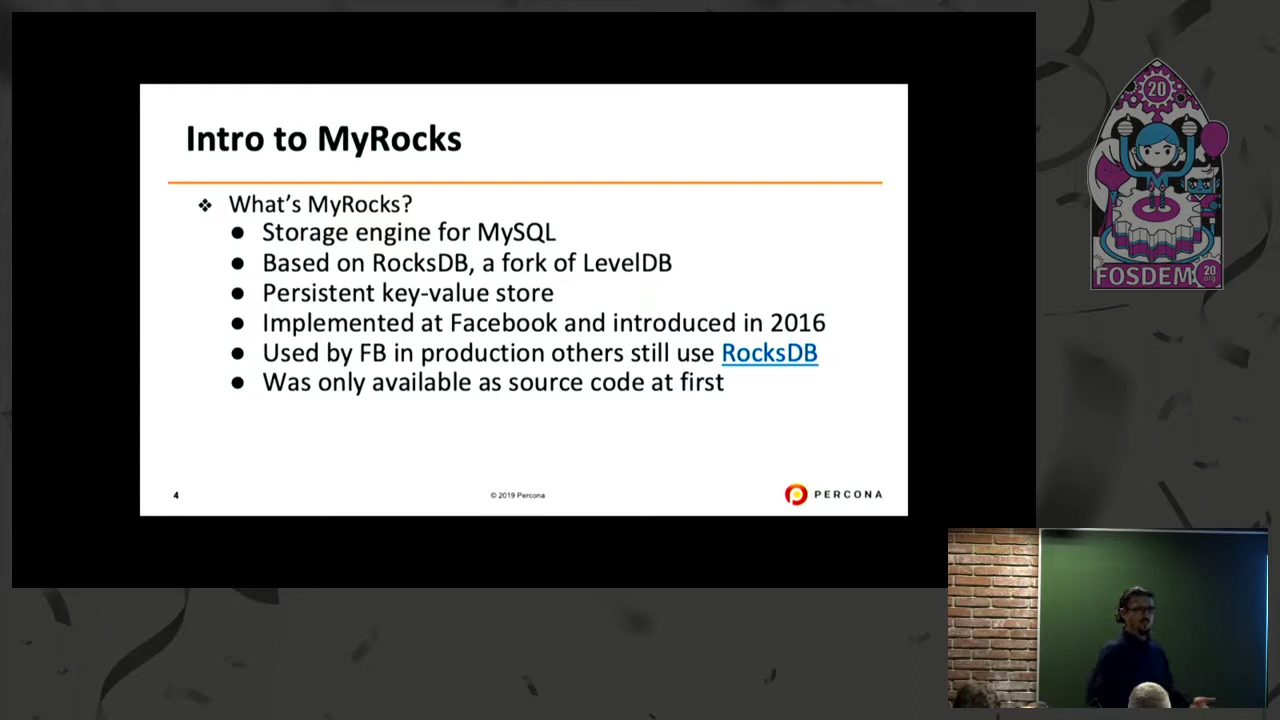 Intro to MyRocks
❖ What's MyRocks?
● Storage engine for MySQL
● Based on RocksDB, a fork of LevelDB
● Persistent key-value store
● Implemented at Facebook and introduced in 2016
● Used by FB in production others still use RocksDB
● Was only available as source code at first
4
© 2019 Percona
PERCONA
20
FOSDEM
20
.org